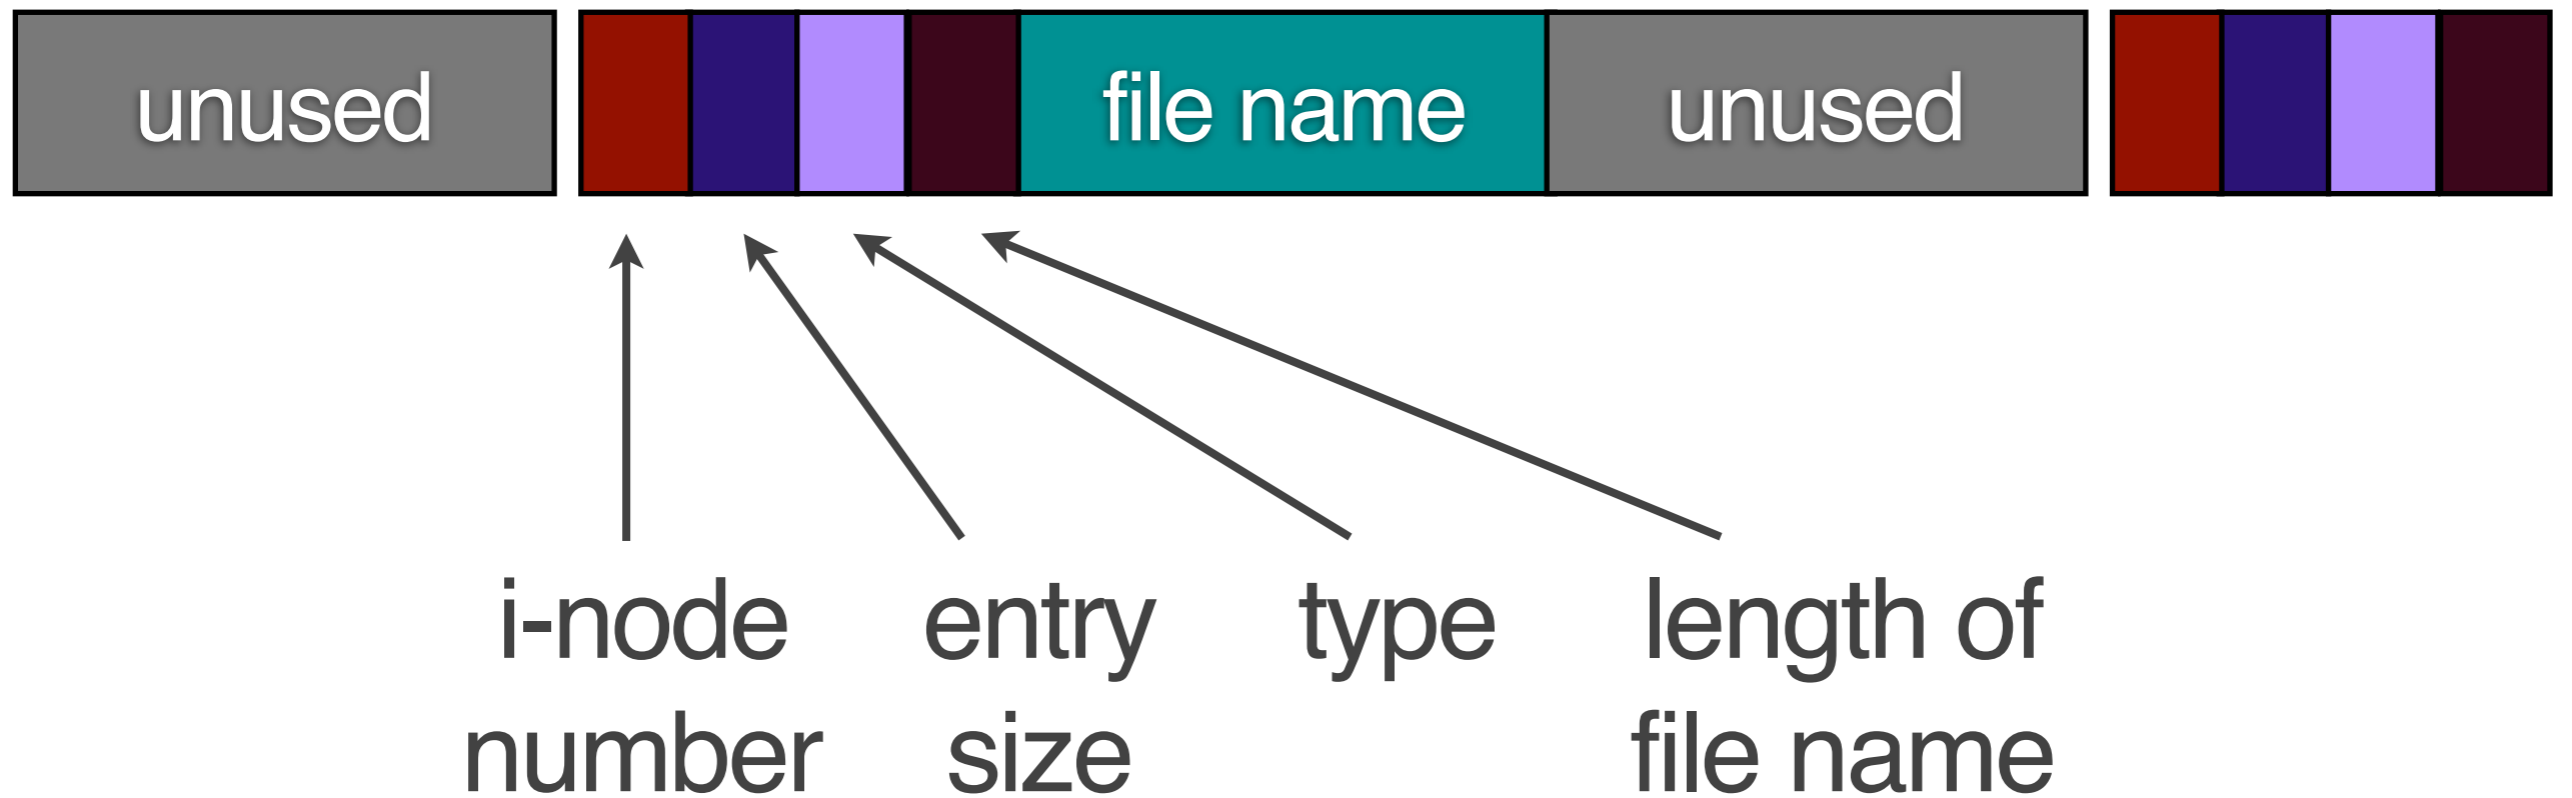 unused
file name
unused
i-node
number
entry
size
type
length of
file name